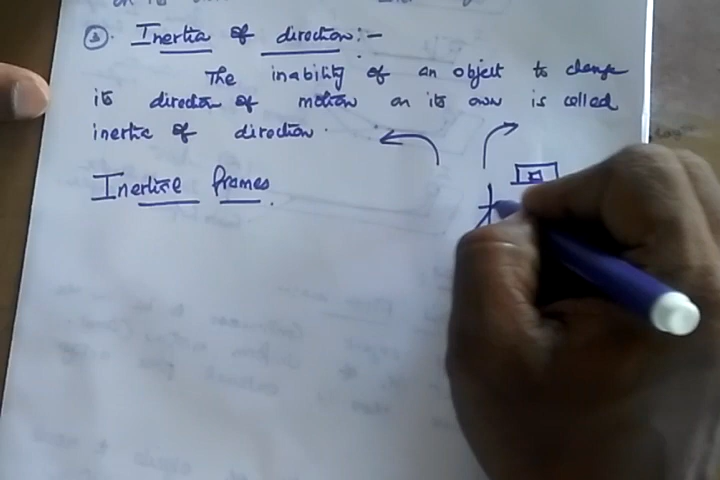 ③. Inertia of direction:-
The inability of an object to change
its direction of motion on its own is called
inertia of direction.
Inertial frames.